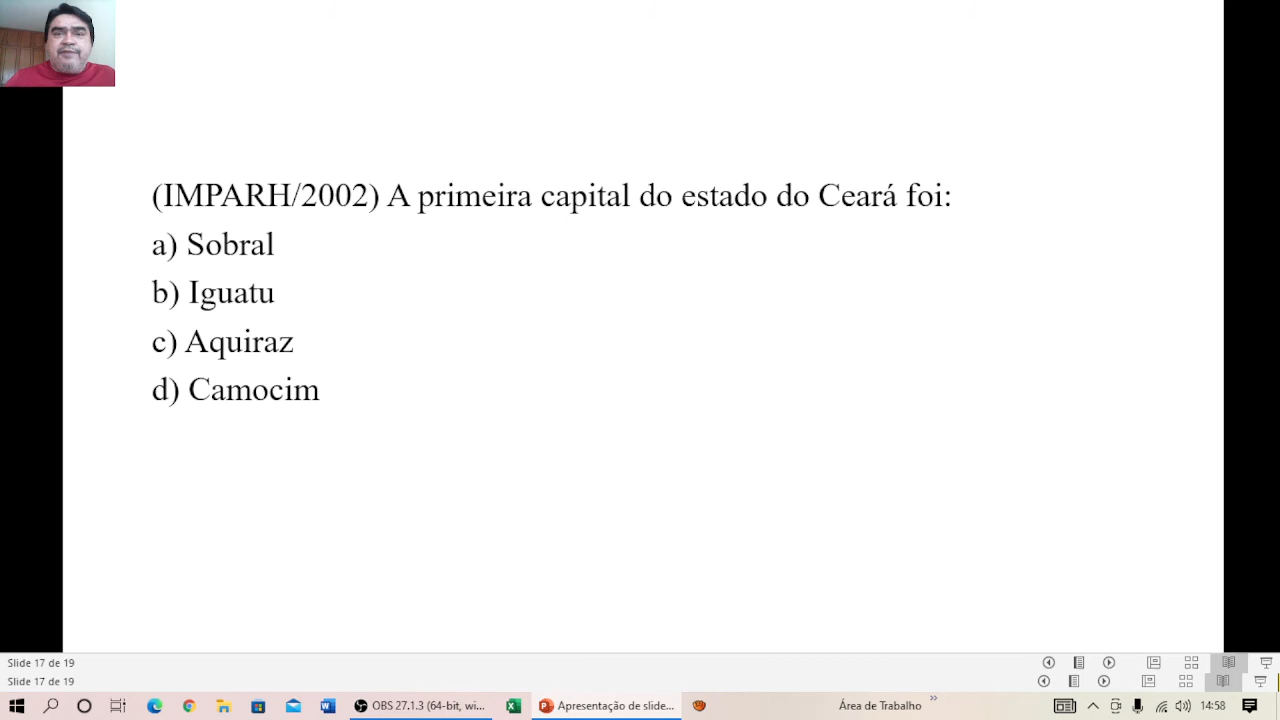 (IMPARH/2002) A primeira capital do estado do Ceará foi:
a) Sobral
b) Iguatu
c) Aquiraz
d) Camocim
Slide 17 de 19
Slide 17 de 19
OBS 27.1.3 (64-bit, wi...
Apresentação de slide...
Área de Trabalho
14:58